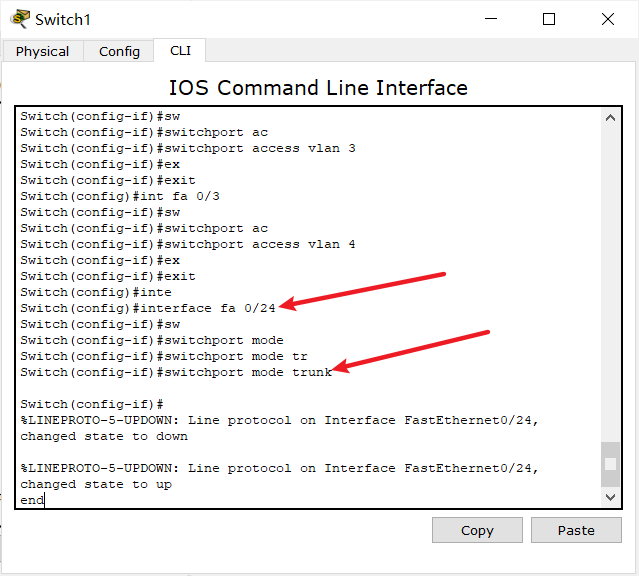 Switch1
Physical Config CLI
IOS Command Line Interface
Switch(config-if)#sw
Switch(config-if)#switchport ac
Switch(config-if)#switchport access vlan 3
Switch(config-if)#ex
Switch(config-if)#exit
Switch(config)#int fa 0/3
Switch(config-if)#sw
Switch(config-if)#switchport ac
Switch(config-if)#switchport access vlan 4
Switch(config-if)#ex
Switch(config-if)#exit
Switch(config)#inte
Switch(config)#interface fa 0/24
Switch(config-if)#sw
Switch(config-if)#switchport mode
Switch(config-if)#switchport mode tr
Switch(config-if)#switchport mode trunk
Switch(config-if)#
%LINEPROTO-5-UPDOWN: Line protocol on Interface FastEthernet0/24,
changed state to down
%LINEPROTO-5-UPDOWN: Line protocol on Interface FastEthernet0/24,
changed state to up
end
Copy Paste